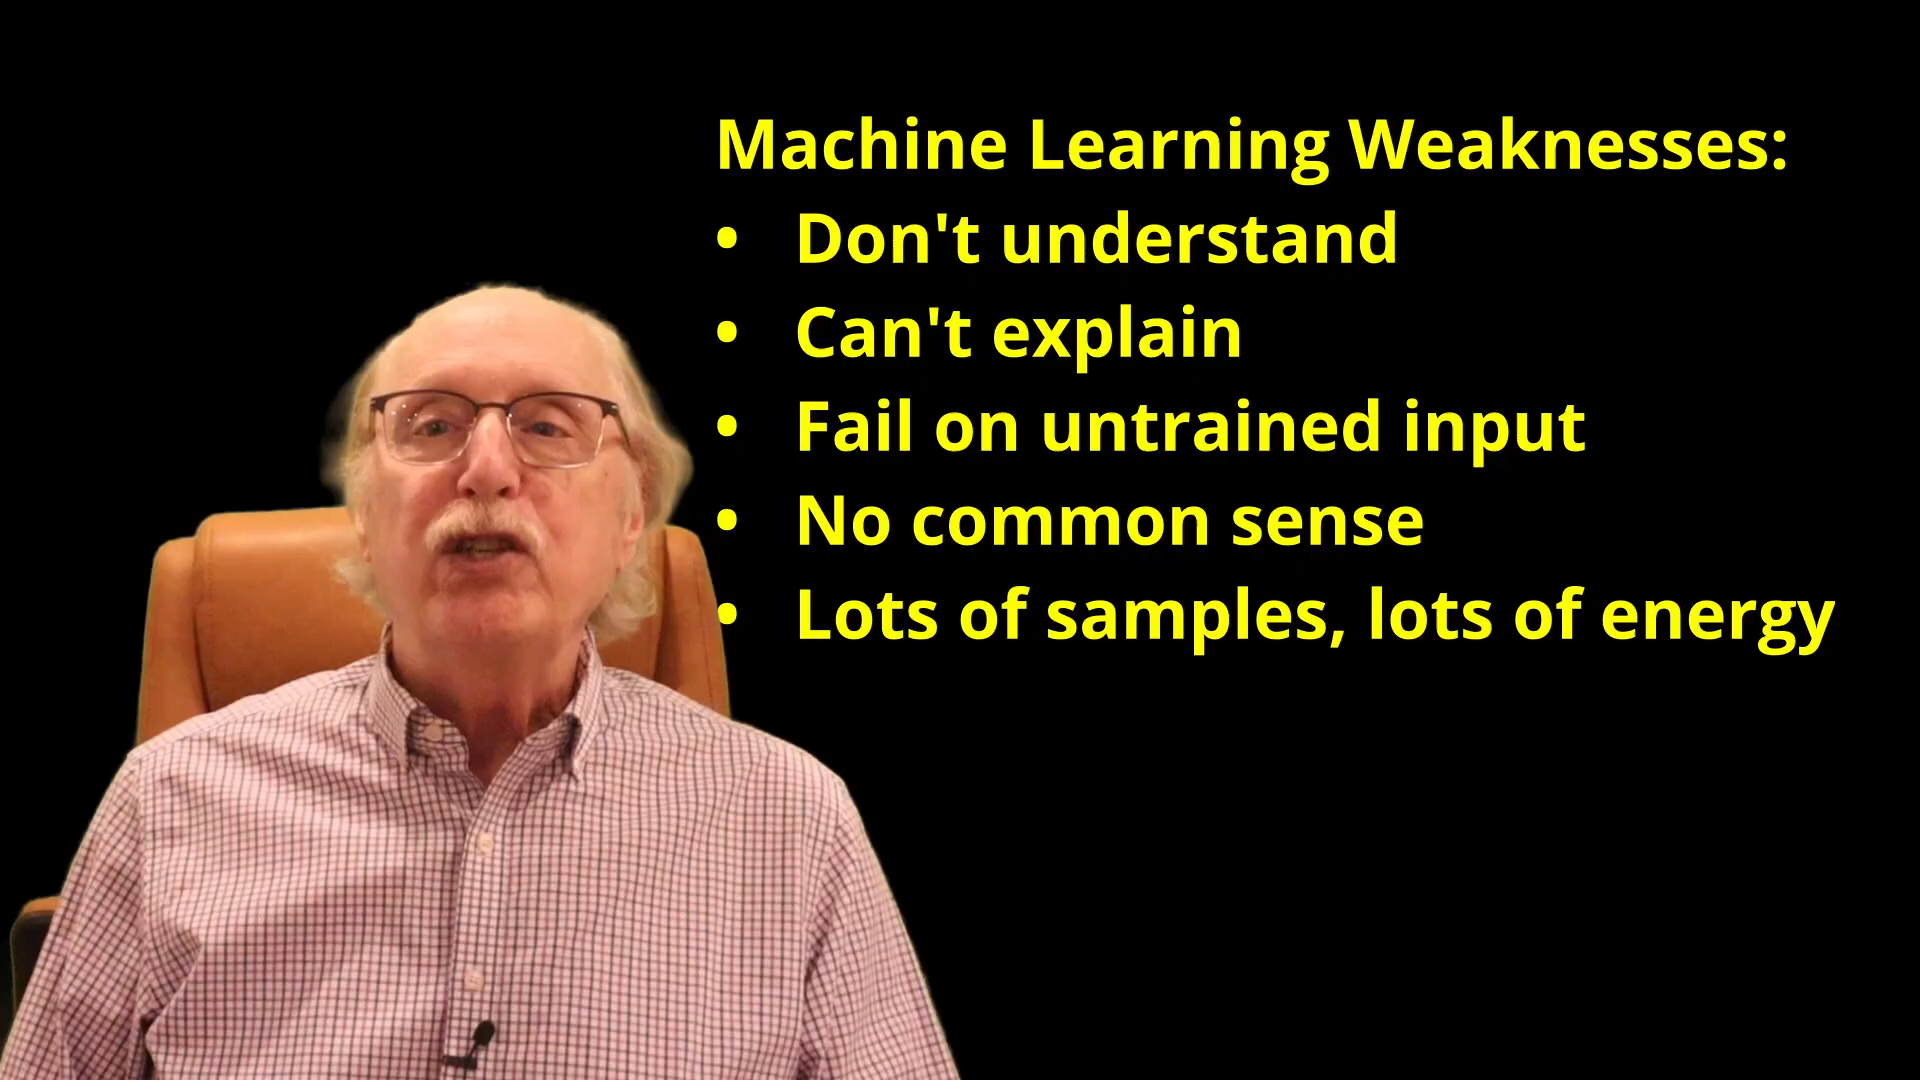 Machine Learning Weaknesses:
• Don't understand
• Can't explain
• Fail on untrained input
• No common sense
• Lots of samples, lots of energy